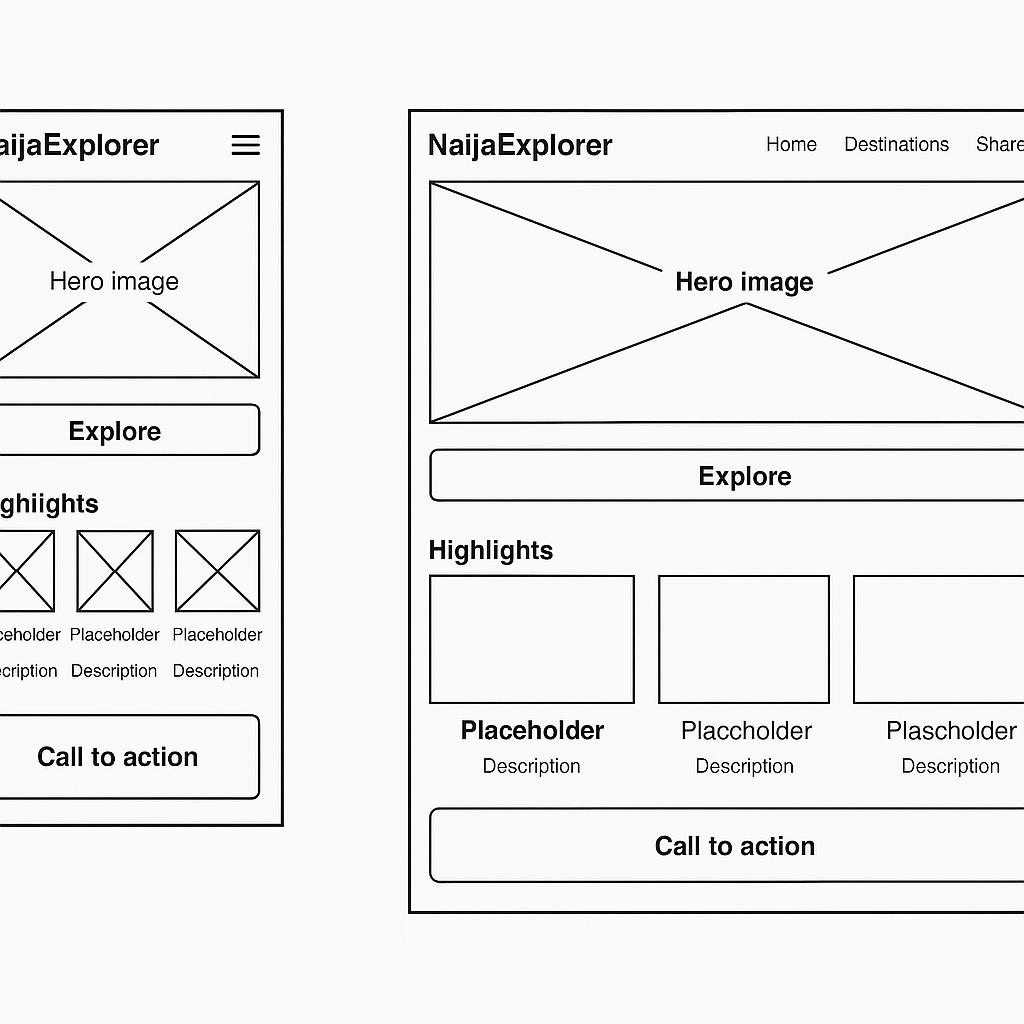 aijaExplorer
Hero image
Explore
ghiights
ceholder Placeholder Placeholder
cription Description Description
Call to action
NaijaExplorer Home Destinations Share
Hero image
Explore
Highlights
Placeholder Placcholder Plascholder
Description Description Description
Call to action